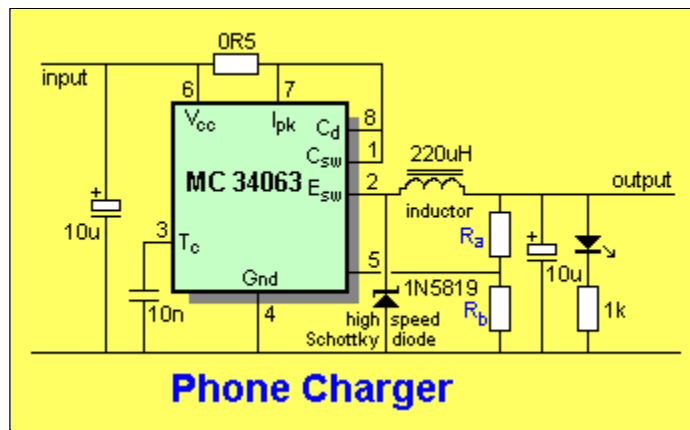 0R5
input
6
7
Vcc
Ipk
Cd
8
Csw
1
MC 34063
Esw
2
220uH
inductor
output
+
10u
3
Tc
Gnd
5
Ra
+
10u
10n
4
1N5819
high speed
Schottky diode
Rb
1k
Phone Charger